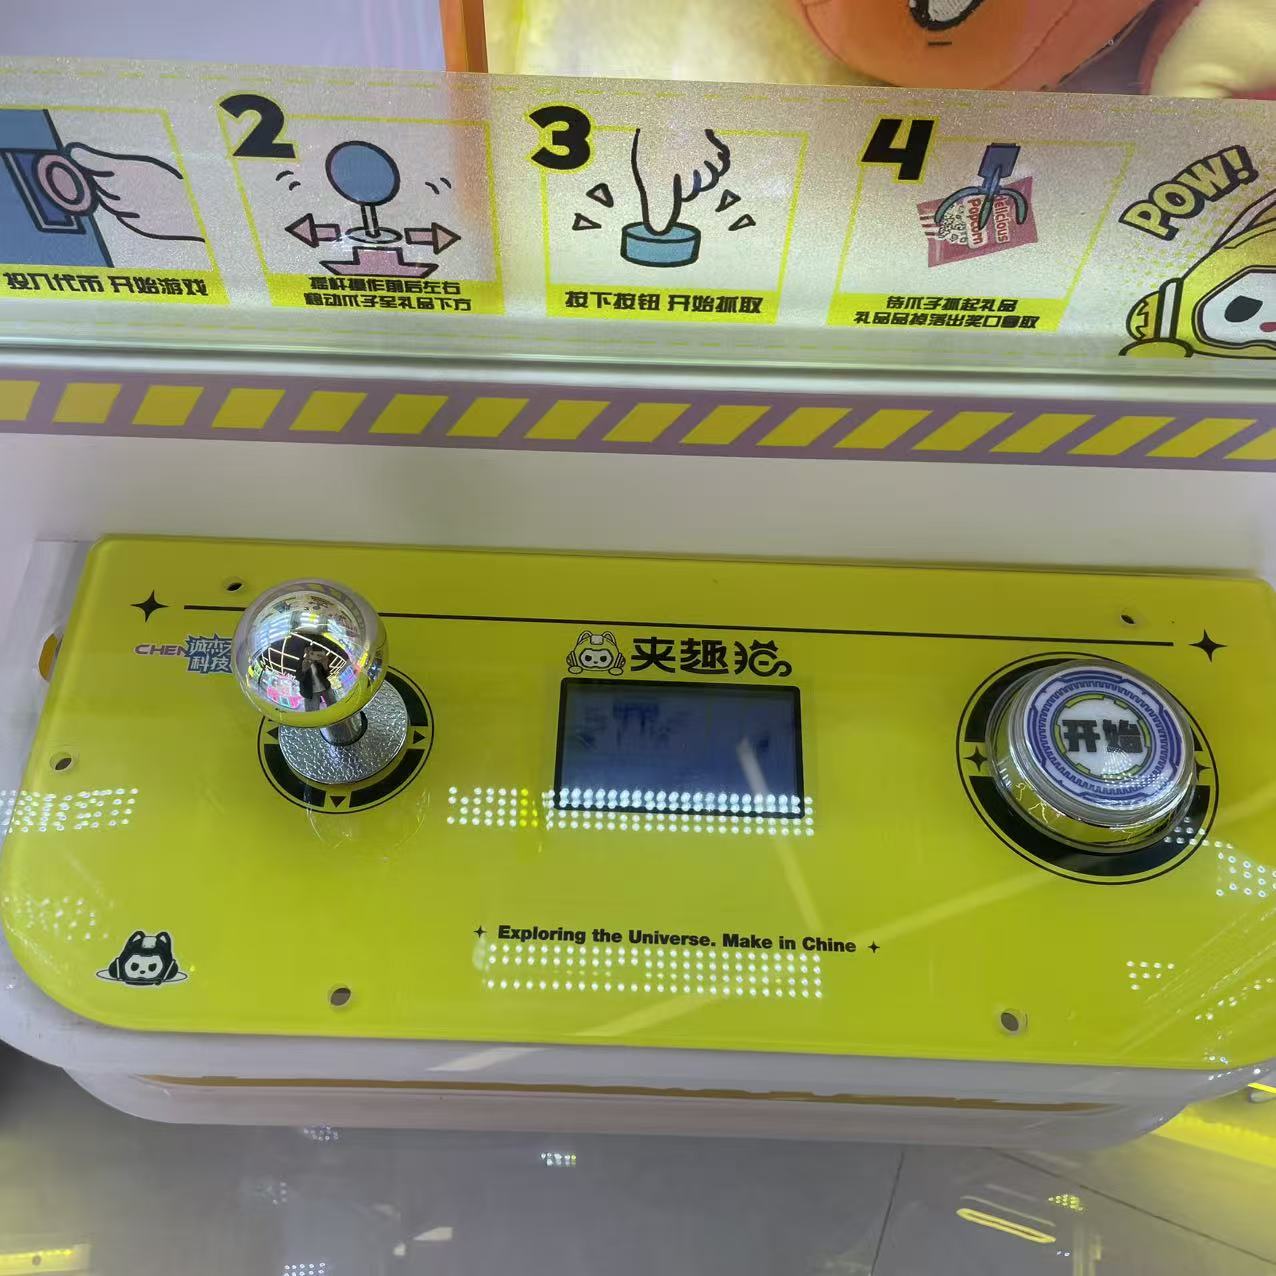 2
3
4
Delicious
Popcorn
POW!
投入代币 开始游戏
摇杆操作前后左右
移动爪子至礼品下方
按下按钮 开始抓取
待爪子抓起礼品
礼品品掉落出奖口拿取
CHEN
科技
夹趣猫
开始
Exploring the Universe. Make in Chine